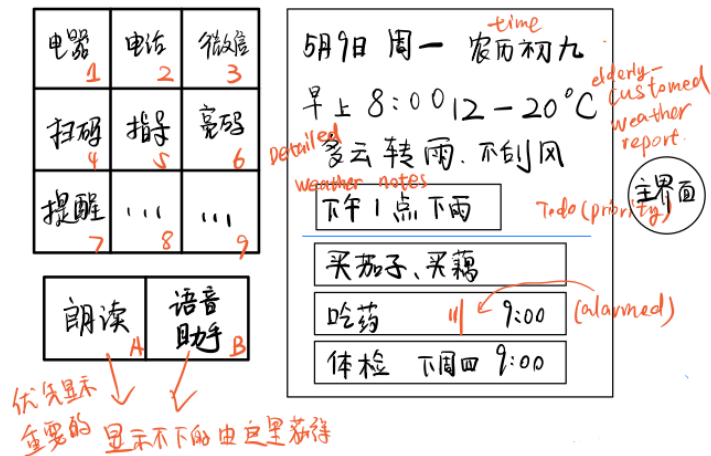 电器 电话 微信
1 2 3
扫码 指导 亮码
4 5 6
提醒 ... ...
7 8 9
朗读 语音助手
A B
优先显示
重要的 显示不下的由这里获得
time
5月9日 周一 农历初九
早上 8:00 12-20°C
elderly-
customed
weather
report.
Detailed
weather notes
多云转雨、不刮风
下午1点下雨
Todo(priority)
主界面
买茄子、买藕
吃药 9:00
(alarmed)
体检 下周四 9:00